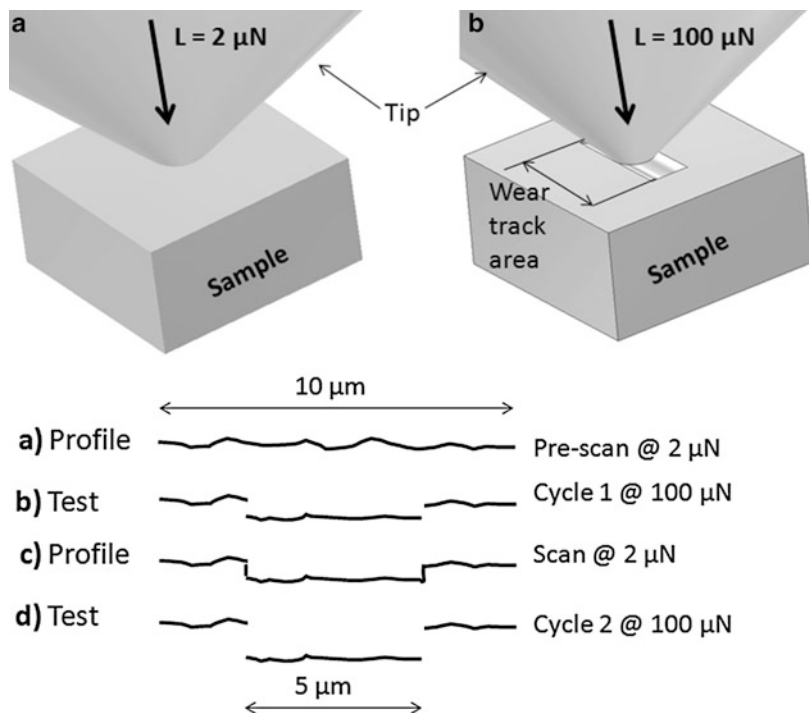 a
L = 2 μN
b
L = 100 μN
Tip
Wear
track
area
Sample
Sample
10 μm
a) Profile
Pre-scan @ 2 μN
b) Test
Cycle 1 @ 100 μN
c) Profile
Scan @ 2 μN
d) Test
Cycle 2 @ 100 μN
5 μm